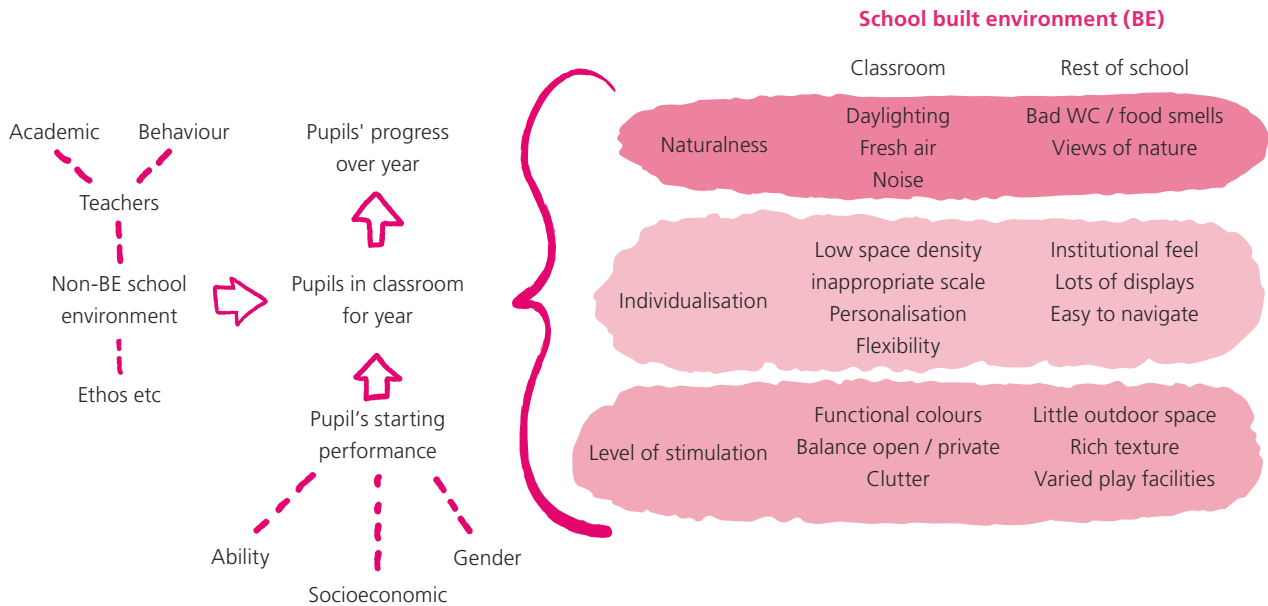 School built environment (BE)
Classroom
Rest of school
Naturalness
Daylighting
Fresh air
Noise
Bad WC / food smells
Views of nature
Individualisation
Low space density
inappropriate scale
Personalisation
Flexibility
Institutional feel
Lots of displays
Easy to navigate
Level of stimulation
Functional colours
Balance open / private
Clutter
Little outdoor space
Rich texture
Varied play facilities
Academic
Behaviour
Teachers
Non-BE school
environment
Ethos etc
Pupils' progress
over year
Pupils in classroom
for year
Pupil’s starting
performance
Ability
Socioeconomic
Gender